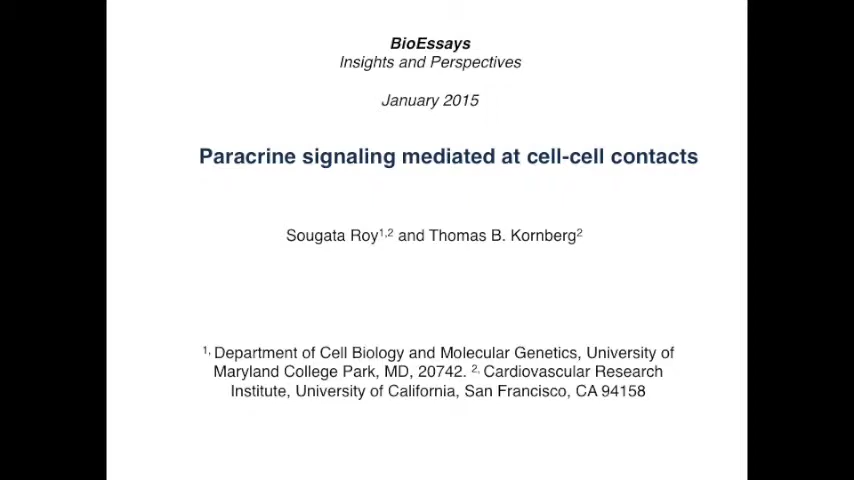 BioEssays
Insights and Perspectives
January 2015
Paracrine signaling mediated at cell-cell contacts
Sougata Roy1,2 and Thomas B. Kornberg2
1, Department of Cell Biology and Molecular Genetics, University of
Maryland College Park, MD, 20742. 2, Cardiovascular Research
Institute, University of California, San Francisco, CA 94158